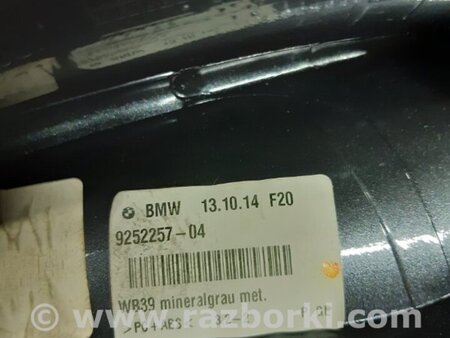 BMW 13.10.14 F20
9252257-04
WB39 mineralgrau met.
www.razborki.com